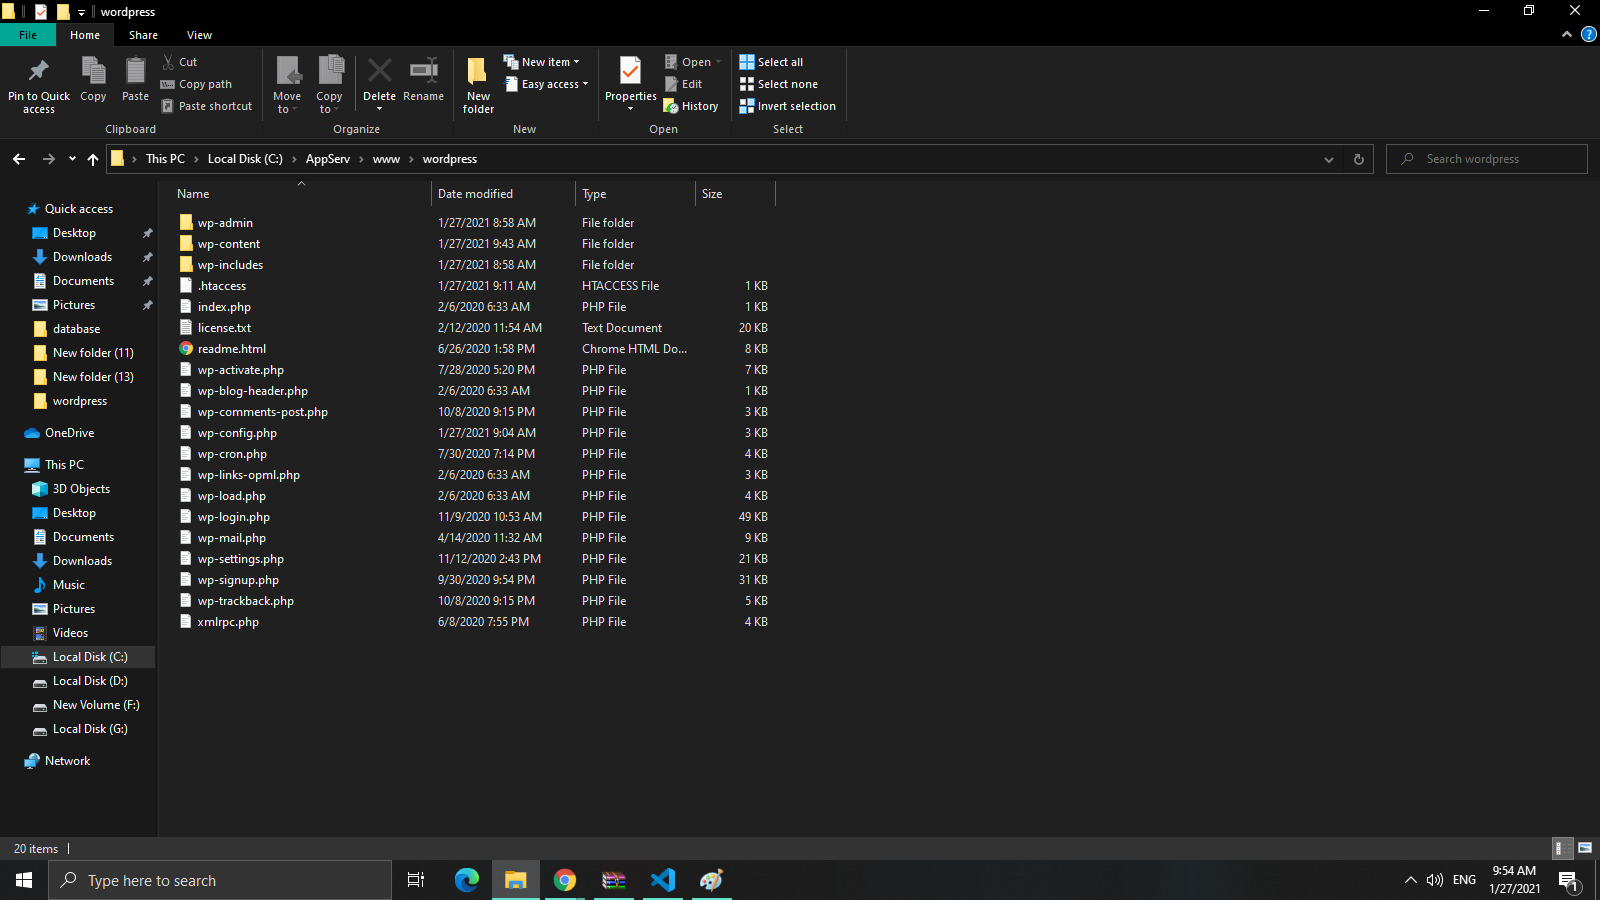 wordpress
File Home Share View
Pin to Quick access
Copy
Paste
Cut
Copy path
Paste shortcut
Clipboard
Move to
Copy to
Delete
Rename
Organize
New folder
New item
Easy access
New
Properties
Open
Edit
History
Open
Select all
Select none
Invert selection
Select
This PC > Local Disk (C:) > AppServ > www > wordpress
Search wordpress
Quick access
Desktop
Downloads
Documents
Pictures
database
New folder (11)
New folder (13)
wordpress
OneDrive
This PC
3D Objects
Desktop
Documents
Downloads
Music
Pictures
Videos
Local Disk (C:)
Local Disk (D:)
New Volume (F:)
Local Disk (G:)
Network
Name Date modified Type Size
wp-admin 1/27/2021 8:58 AM File folder
wp-content 1/27/2021 9:43 AM File folder
wp-includes 1/27/2021 8:58 AM File folder
.htaccess 1/27/2021 9:11 AM HTACCESS File 1 KB
index.php 2/6/2020 6:33 AM PHP File 1 KB
license.txt 2/12/2020 11:54 AM Text Document 20 KB
readme.html 6/26/2020 1:58 PM Chrome HTML Do... 8 KB
wp-activate.php 7/28/2020 5:20 PM PHP File 7 KB
wp-blog-header.php 2/6/2020 6:33 AM PHP File 1 KB
wp-comments-post.php 10/8/2020 9:15 PM PHP File 3 KB
wp-config.php 1/27/2021 9:04 AM PHP File 3 KB
wp-cron.php 7/30/2020 7:14 PM PHP File 4 KB
wp-links-opml.php 2/6/2020 6:33 AM PHP File 3 KB
wp-load.php 2/6/2020 6:33 AM PHP File 4 KB
wp-login.php 11/9/2020 10:53 AM PHP File 49 KB
wp-mail.php 4/14/2020 11:32 AM PHP File 9 KB
wp-settings.php 11/12/2020 2:43 PM PHP File 21 KB
wp-signup.php 9/30/2020 9:54 PM PHP File 31 KB
wp-trackback.php 10/8/2020 9:15 PM PHP File 5 KB
xmlrpc.php 6/8/2020 7:55 PM PHP File 4 KB
20 items
Type here to search
ENG
9:54 AM
1/27/2021
1